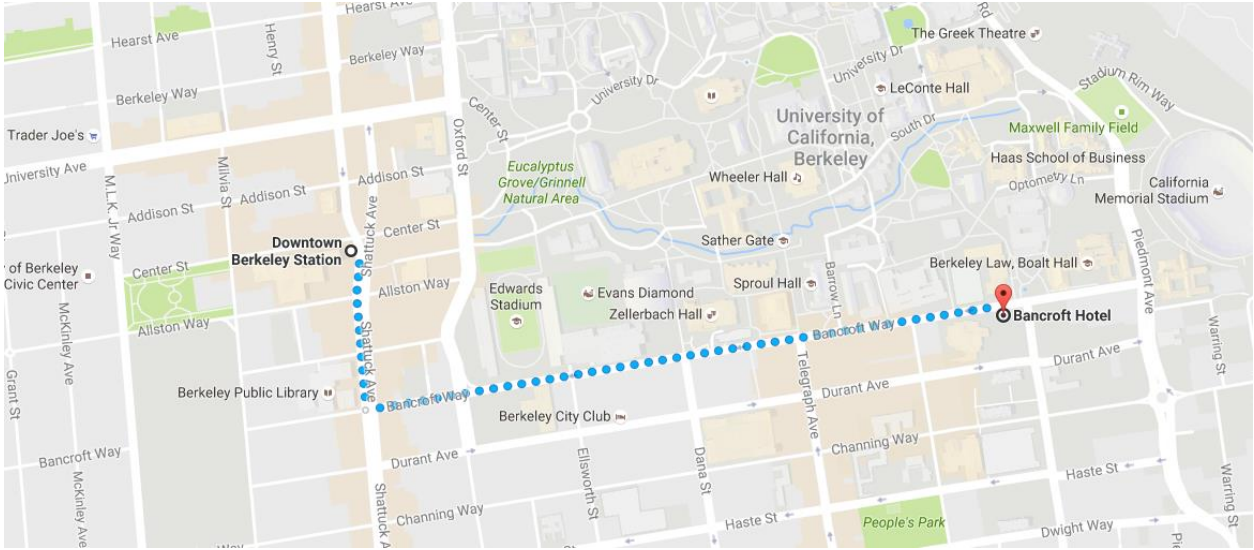 Hearst Ave
Hearst Ave
Henry St
Rd
The Greek Theatre
University Dr
Berkeley Way
Berkeley Way
University Dr
LeConte Hall
Stadium Rim Way
Center St
Oxford St
University of
California,
Berkeley
South Dr
Maxwell Family Field
Trader Joe's
University Ave
M.L.K. Jr Way
Milvia St
Addison St
Addison St
Addison St
Eucalyptus
Grove/Grinnell
Natural Area
Wheeler Hall
Haas School of Business
Optometry Ln
California
Memorial Stadium
Shattuck Ave
Center St
Center St
Downtown
Berkeley Station
Sather Gate
Piedmont Ave
y of Berkeley
Civic Center
Allston Way
Allston Way
Edwards
Stadium
Evans Diamond
Sproul Hall
Barrow Ln
Berkeley Law, Boalt Hall
Zellerbach Hall
Bancroft Hotel
McKinley Ave
Shattuck Ave
Bancroft Way
Warring St
Grant St
Berkeley Public Library
Bancroft Way
Durant Ave
Durant Ave
Telegraph Ave
Berkeley City Club
Bancroft Way
Durant Ave
Channing Way
McKinley Ave
Ellsworth St
Dana St
Haste St
Warring St
Shattuck A
Channing Way
Haste St
People's Park
Dwight Way
Pie